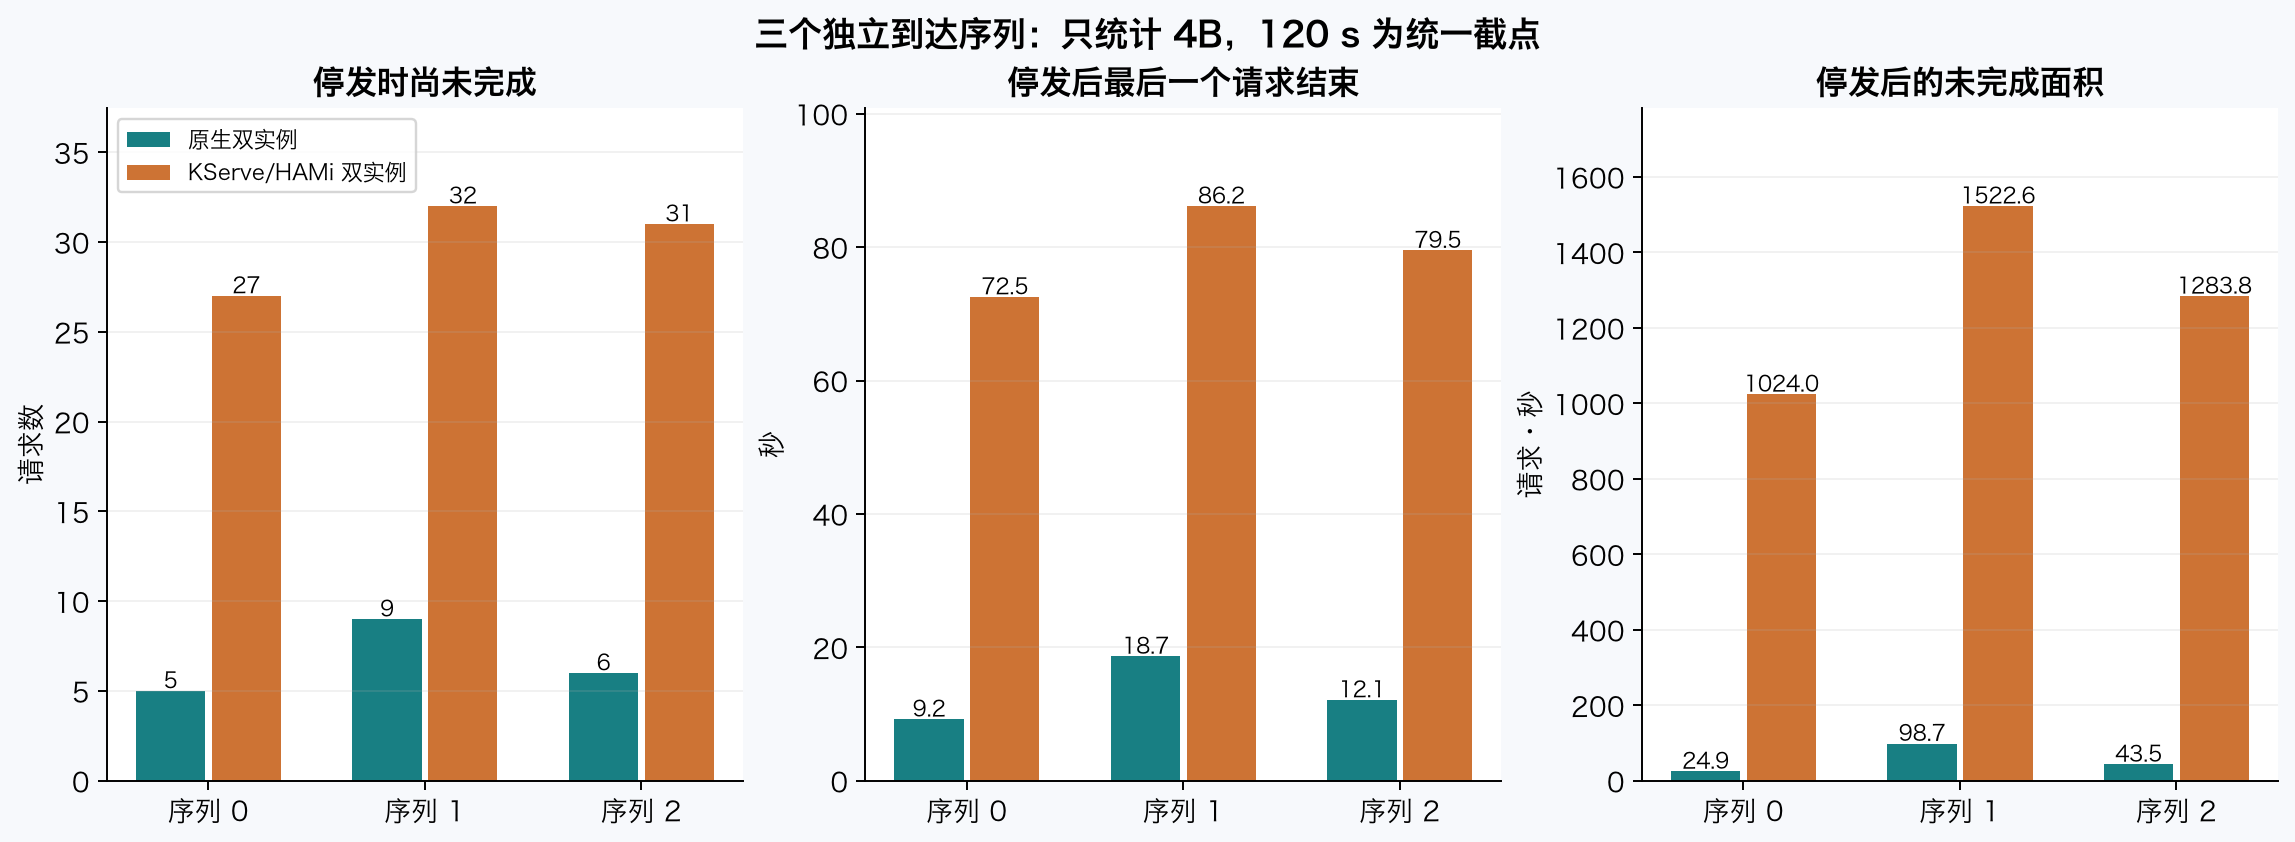 三个独立到达序列：只统计 4B，120 s 为统一截点
停发时尚未完成
原生双实例
KServe/HAMi 双实例
请求数
35
30
25
20
15
10
5
0
5
27
9
32
6
31
序列 0
序列 1
序列 2
停发后最后一个请求结束
秒
100
80
60
40
20
0
9.2
72.5
18.7
86.2
12.1
79.5
序列 0
序列 1
序列 2
停发后的未完成面积
请求·秒
1600
1400
1200
1000
800
600
400
200
0
24.9
1024.0
98.7
1522.6
43.5
1283.8
序列 0
序列 1
序列 2